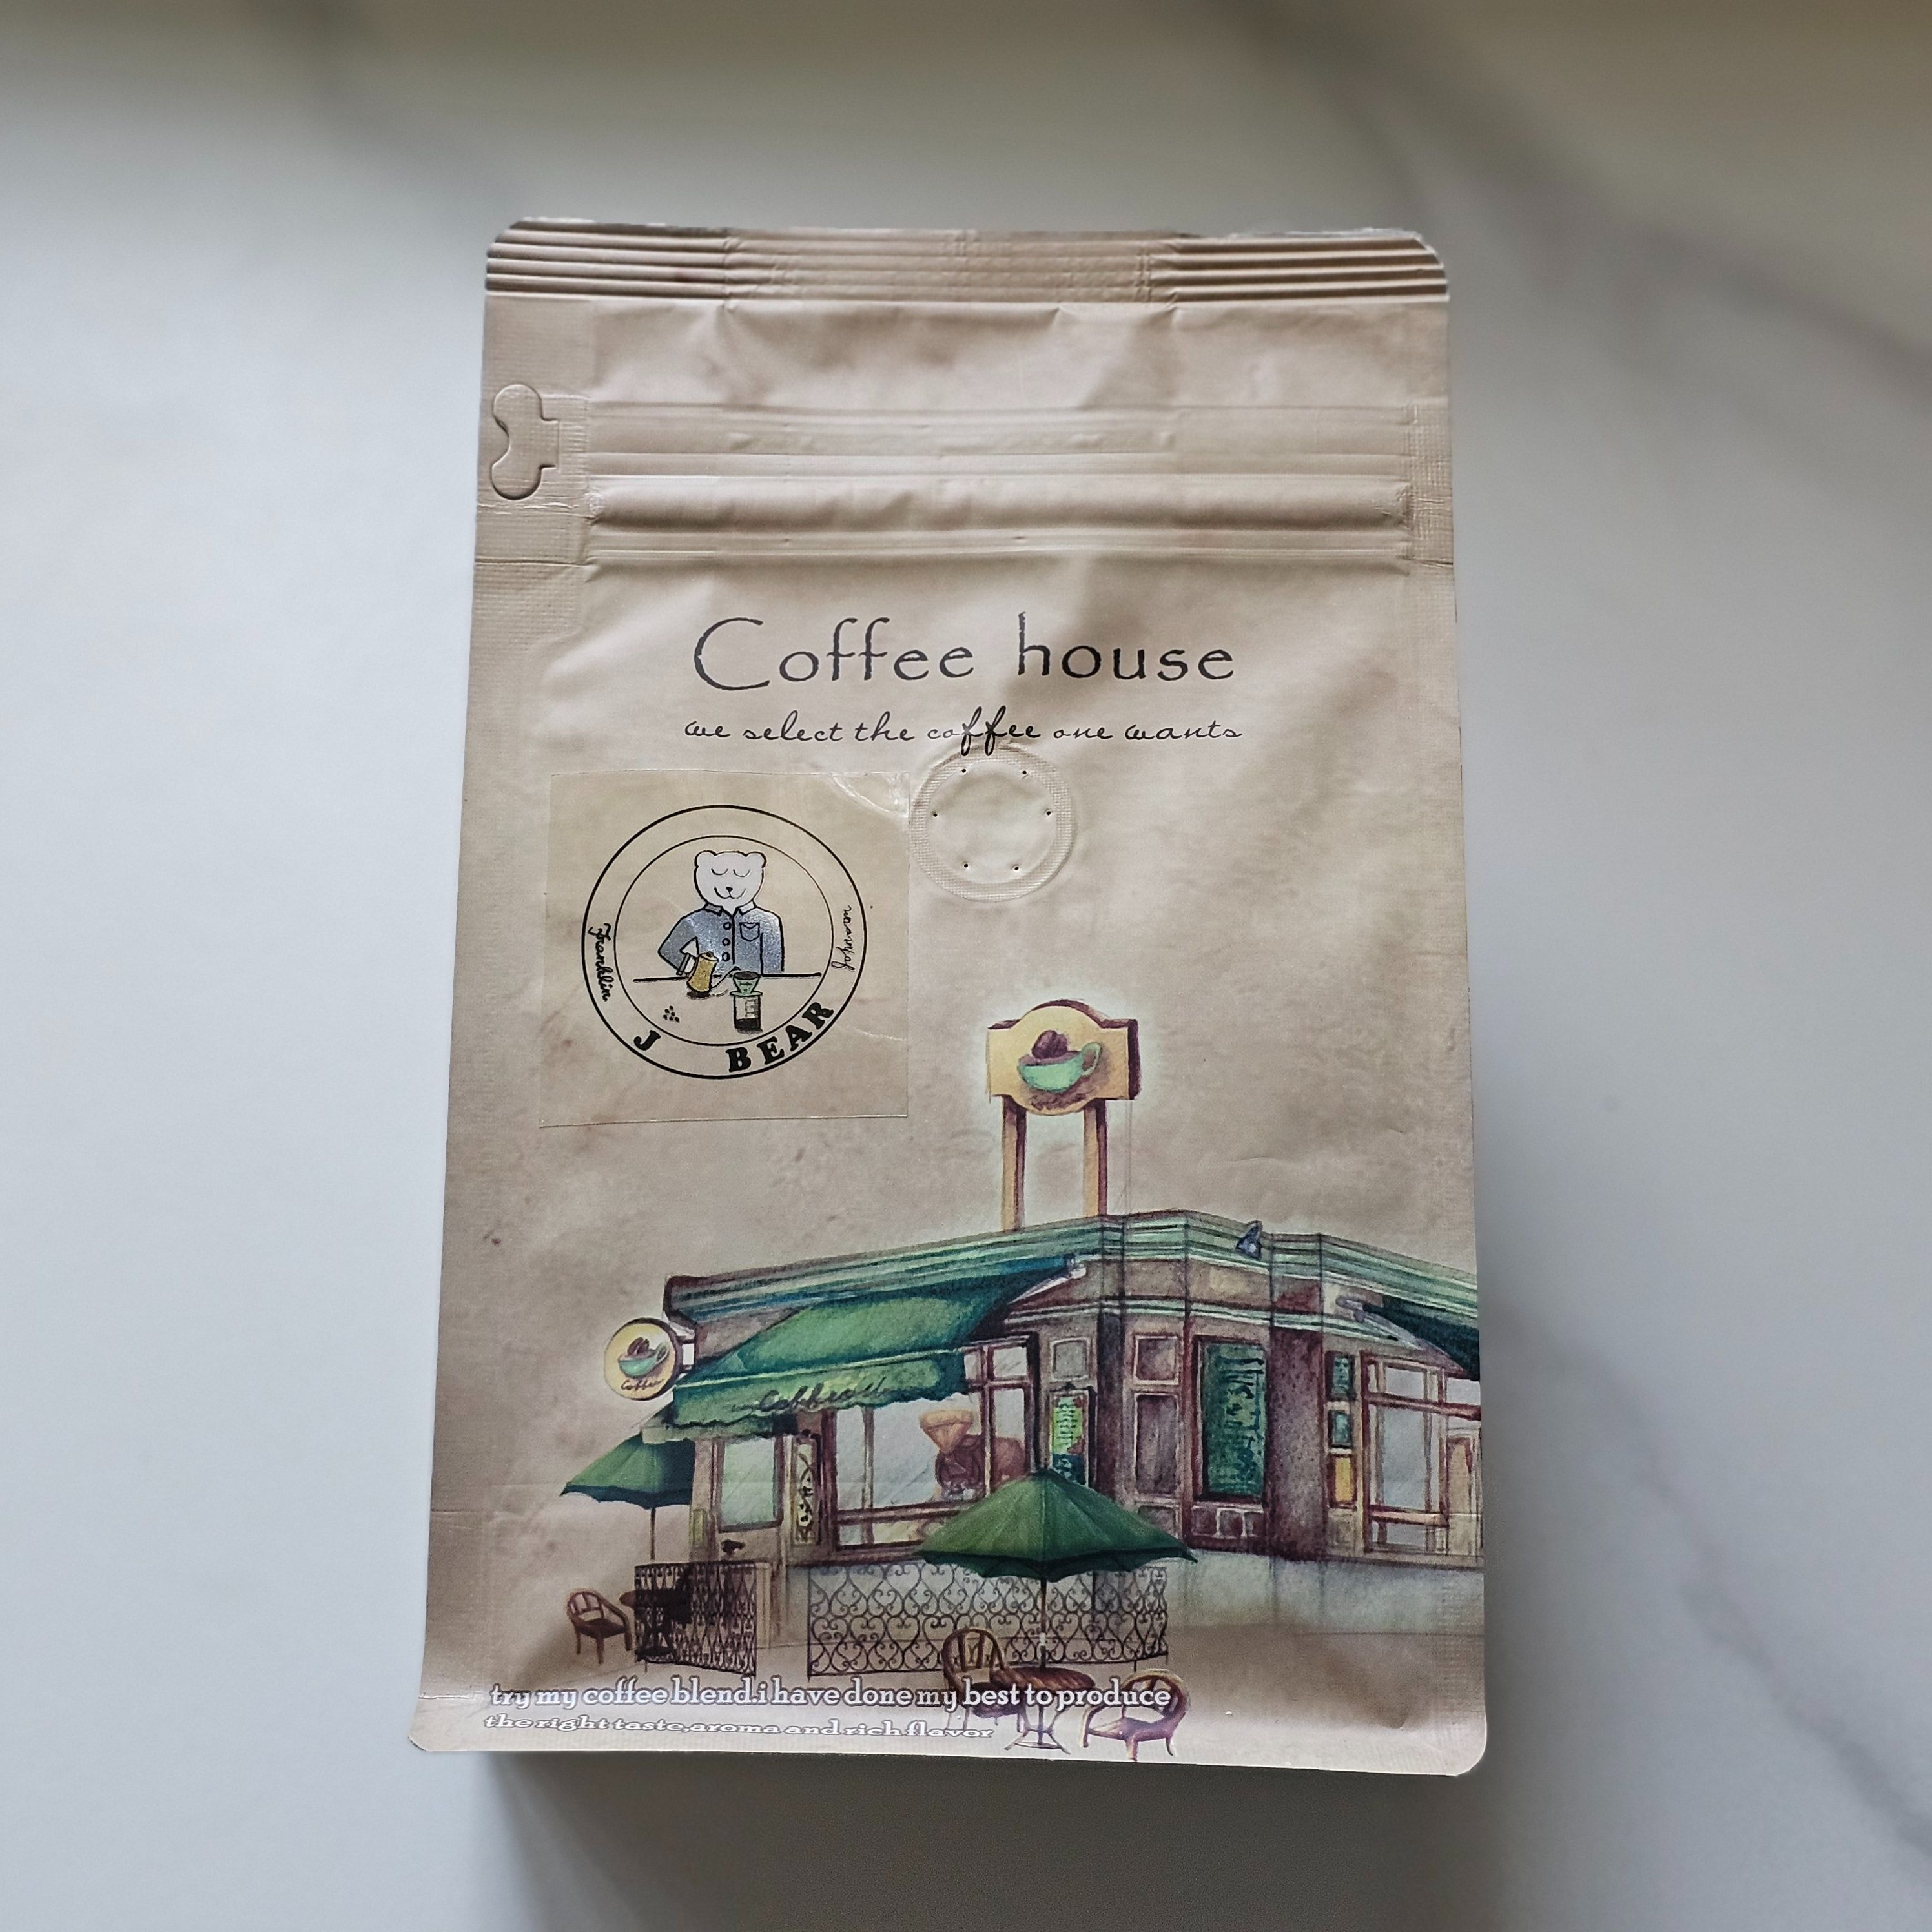 Coffee house
we select the coffee one wants
Franklin
J BEAR
Coffee
try my coffee blend.i have done my best to produce
the right taste,aroma and rich flavor